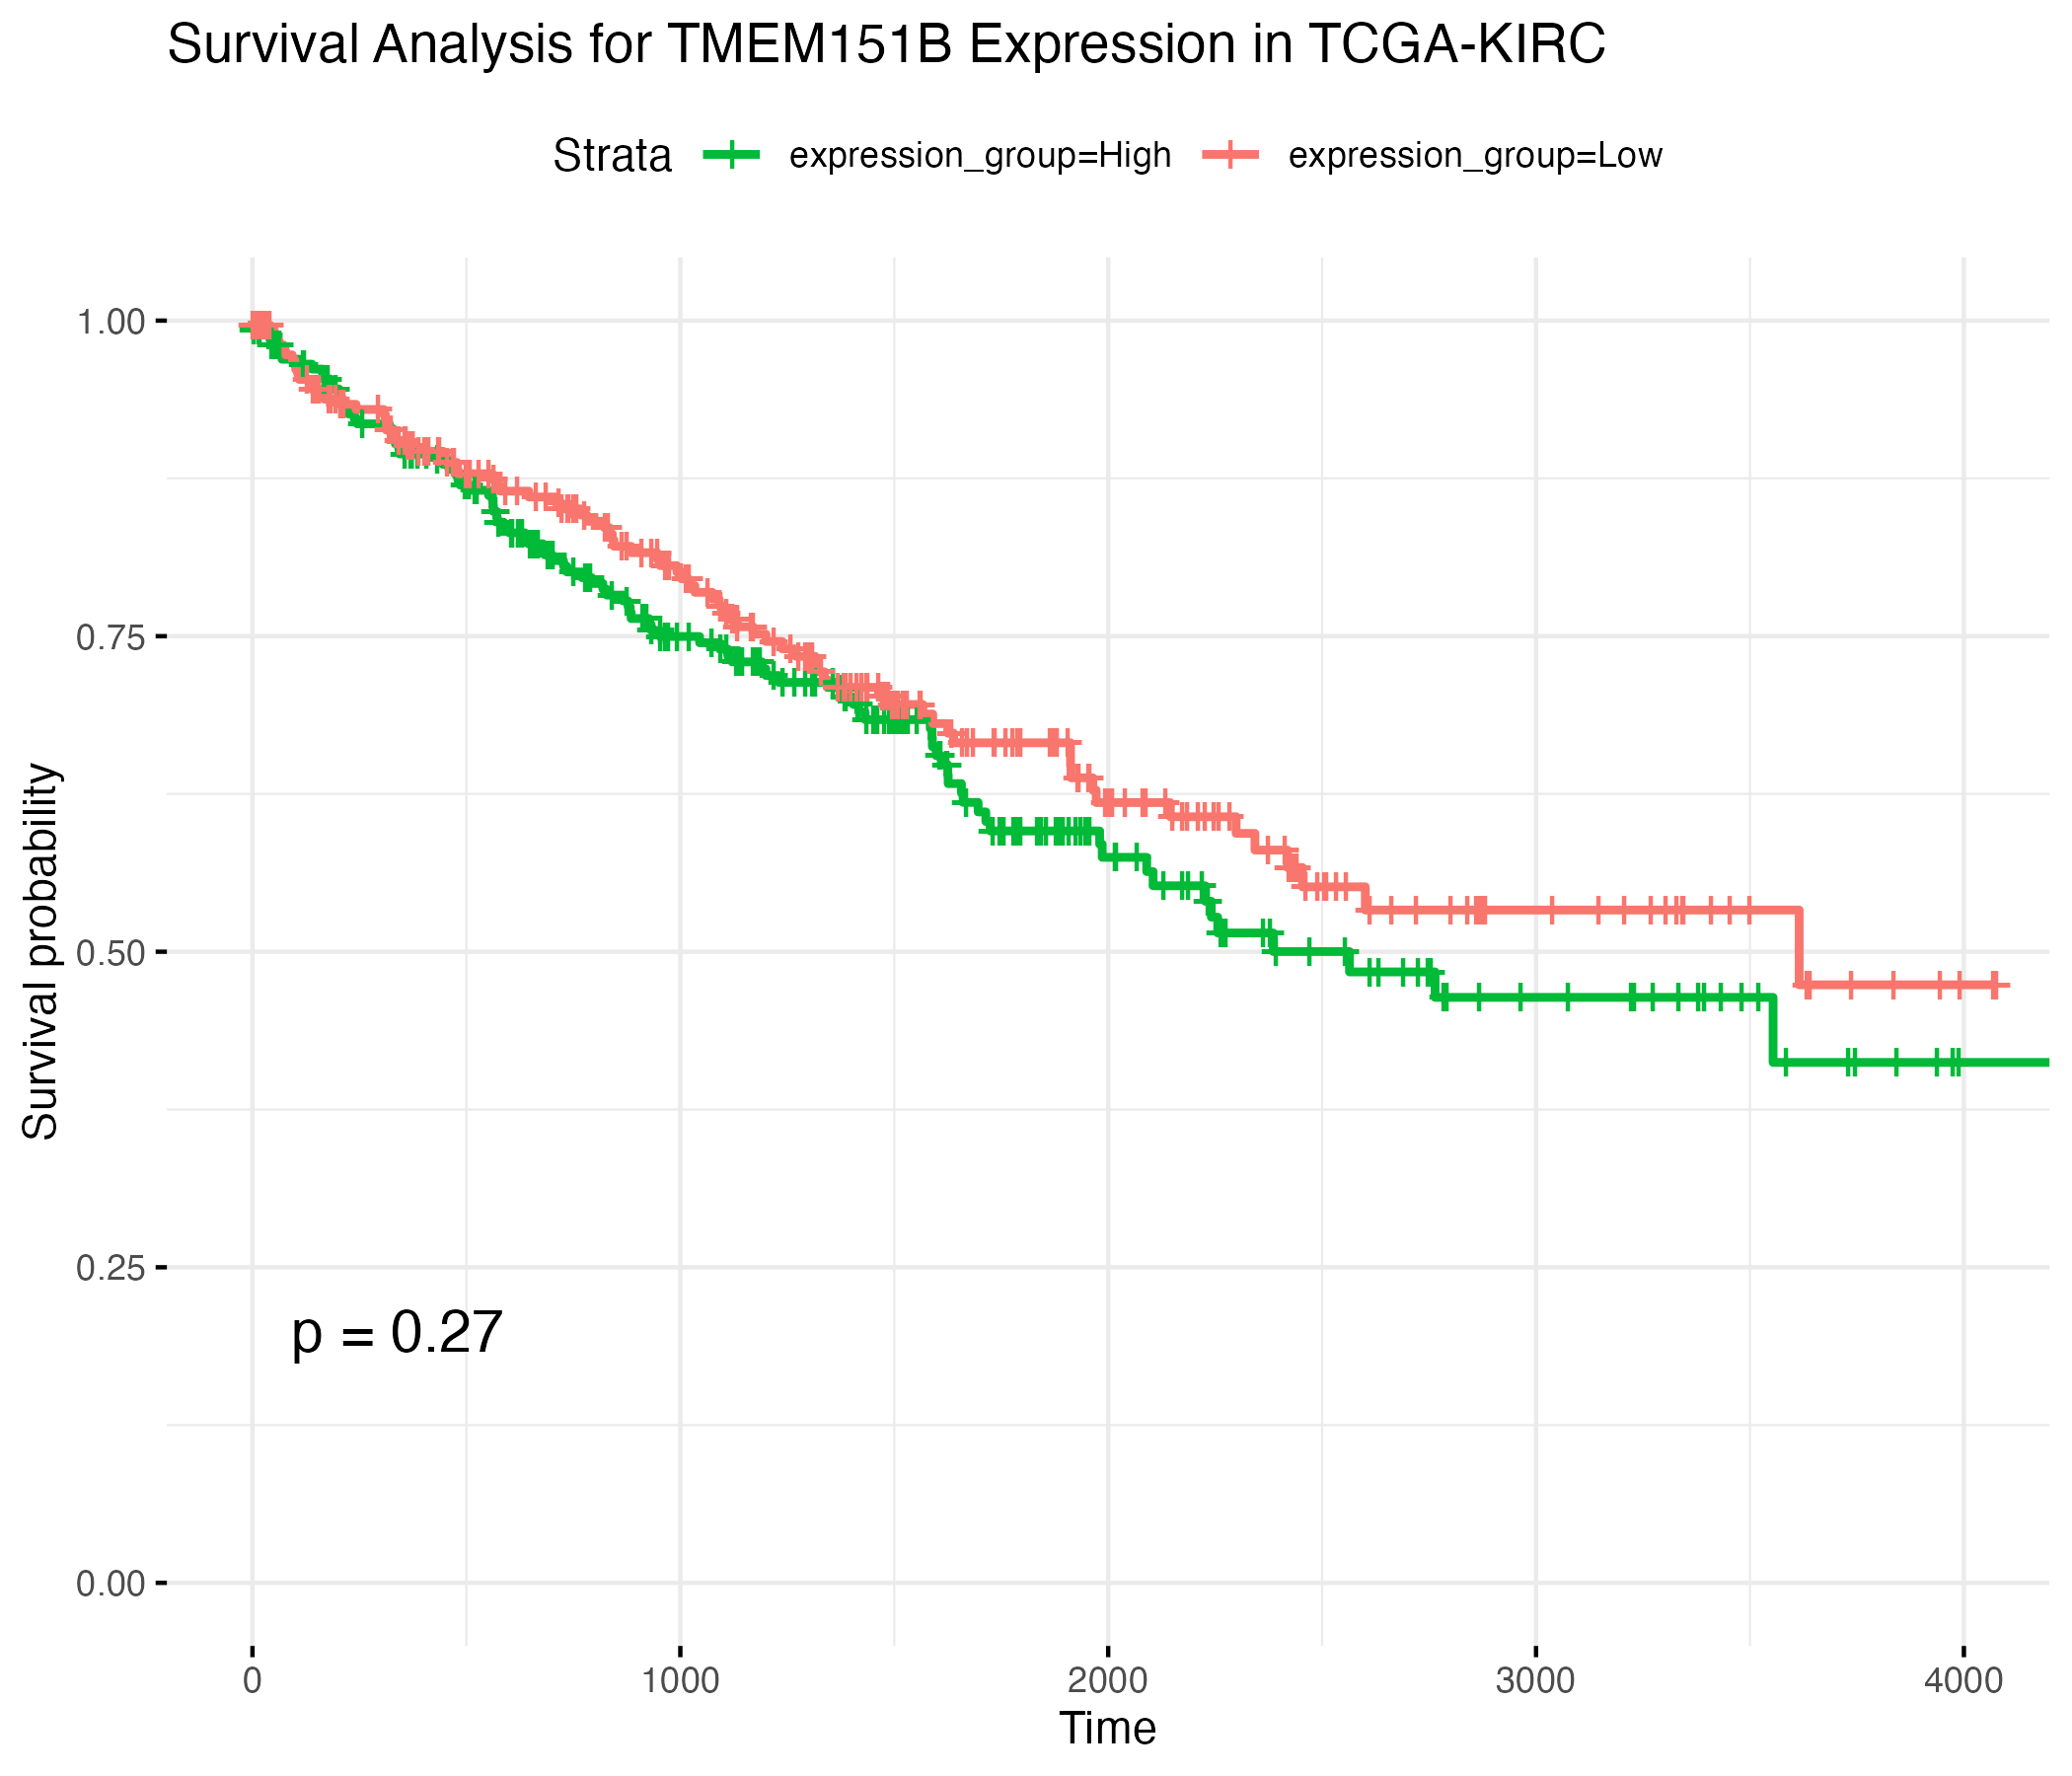 Survival Analysis for TMEM151B Expression in TCGA-KIRC
Strata expression_group=High expression_group=Low
Survival probability
1.00
0.75
0.50
0.25
0.00
p = 0.27
0 1000 2000 3000 4000
Time